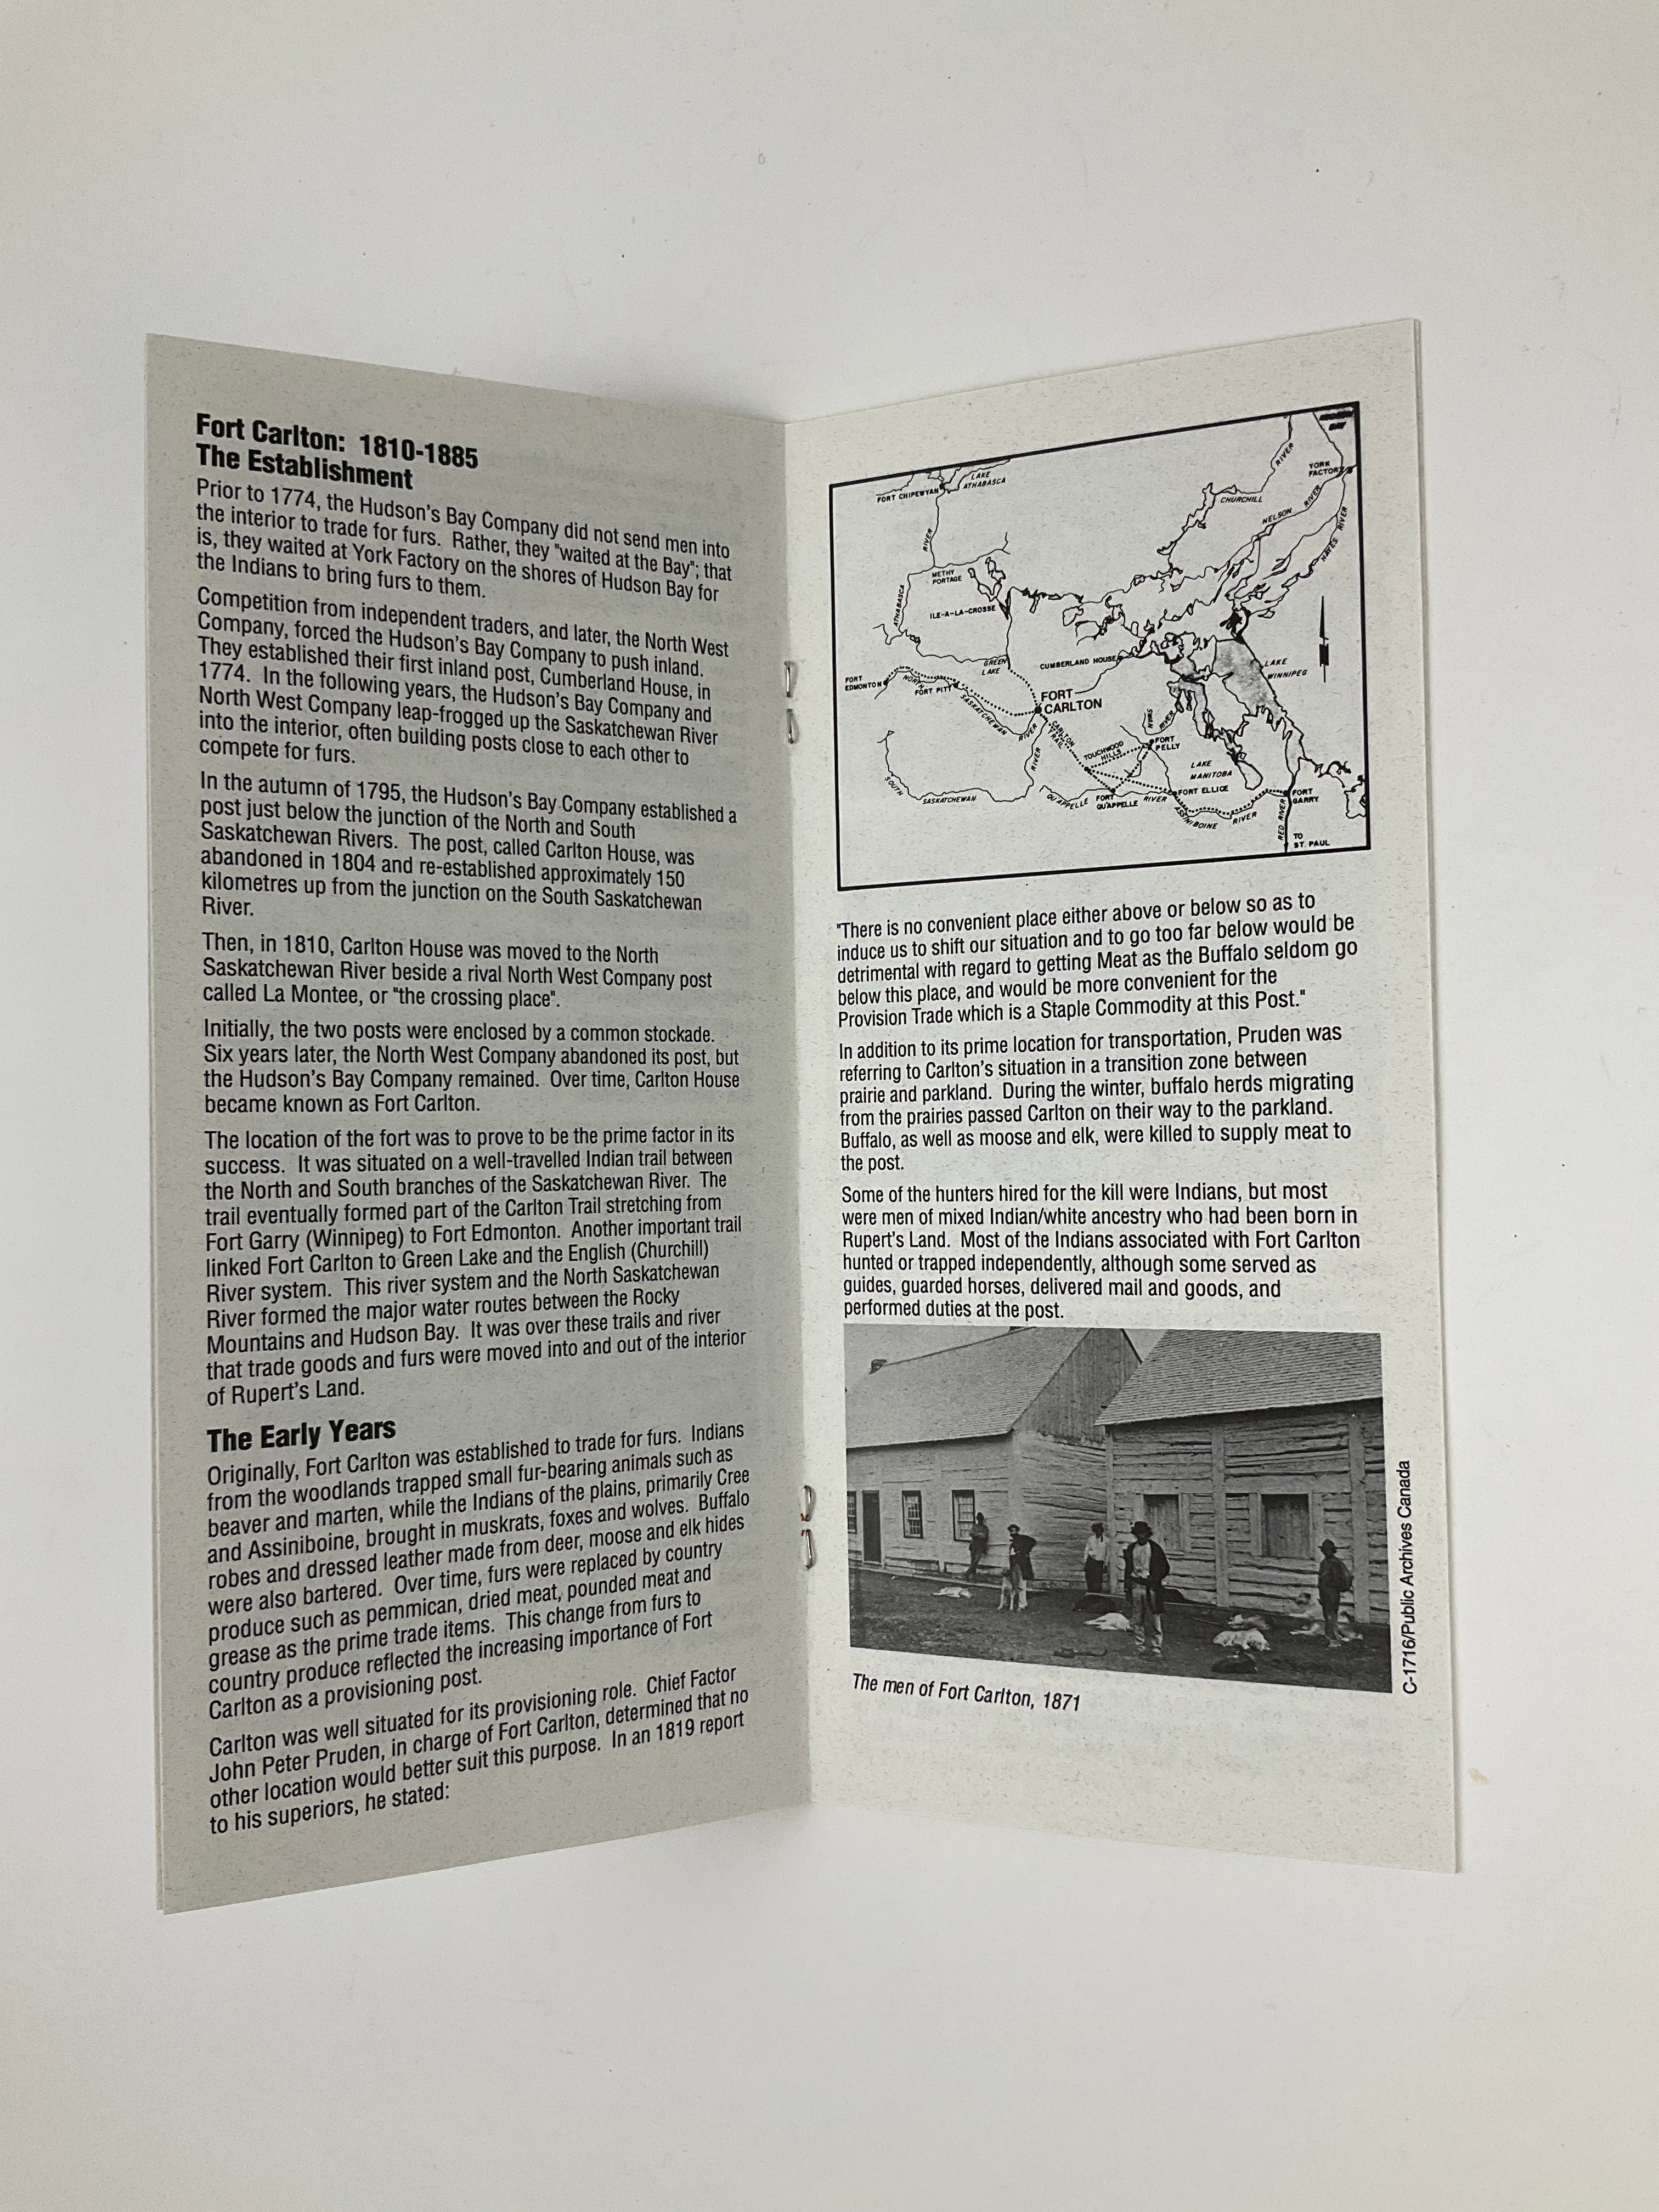 Fort Carlton: 1810-1885
The Establishment
Prior to 1774, the Hudson's Bay Company did not send men into
the interior to trade for furs. Rather, they "waited at the Bay"; that
is, they waited at York Factory on the shores of Hudson Bay for
the Indians to bring furs to them.
Competition from independent traders, and later, the North West
Company, forced the Hudson's Bay Company to push inland.
They established their first inland post, Cumberland House, in
1774. In the following years, the Hudson's Bay Company and
North West Company leap-frogged up the Saskatchewan River
into the interior, often building posts close to each other to
compete for furs.
In the autumn of 1795, the Hudson's Bay Company established a
post just below the junction of the North and South
Saskatchewan Rivers. The post, called Carlton House, was
abandoned in 1804 and re-established approximately 150
kilometres up from the junction on the South Saskatchewan
River.
Then, in 1810, Carlton House was moved to the North
Saskatchewan River beside a rival North West Company post
called La Montee, or "the crossing place".
Initially, the two posts were enclosed by a common stockade.
Six years later, the North West Company abandoned its post, but
the Hudson's Bay Company remained. Over time, Carlton House
became known as Fort Carlton.
The location of the fort was to prove to be the prime factor in its
success. It was situated on a well-travelled Indian trail between
the North and South branches of the Saskatchewan River. The
trail eventually formed part of the Carlton Trail stretching from
Fort Garry (Winnipeg) to Fort Edmonton. Another important trail
linked Fort Carlton to Green Lake and the English (Churchill)
River system. This river system and the North Saskatchewan
River formed the major water routes between the Rocky
Mountains and Hudson Bay. It was over these trails and river
that trade goods and furs were moved into and out of the interior
of Rupert's Land.
The Early Years
Originally, Fort Carlton was established to trade for furs. Indians
from the woodlands trapped small fur-bearing animals such as
beaver and marten, while the Indians of the plains, primarily Cree
and Assiniboine, brought in muskrats, foxes and wolves. Buffalo
robes and dressed leather made from deer, moose and elk hides
were also bartered. Over time, furs were replaced by country
produce such as pemmican, dried meat, pounded meat and
grease as the prime trade items. This change from furs to
country produce reflected the increasing importance of Fort
Carlton as a provisioning post.
Carlton was well situated for its provisioning role. Chief Factor
John Peter Pruden, in charge of Fort Carlton, determined that no
other location would better suit this purpose. In an 1819 report
to his superiors, he stated:
BAY
YORK
FACTORY
RIVER
CHURCHILL
NELSON RIVER
HAYES RIVER
LAKE
ATHABASCA
FORT CHIPEWYAN
RIVER
ATHABASCA
METHY
PORTAGE
ILE-A-LA-CROSSE
GREEN
LAKE
CUMBERLAND HOUSE
LAKE
WINNIPEG
FORT
EDMONTON
NORTH
FORT PITT
SASKATCHEWAN
RIVER
FORT
CARLTON
CARLTON
TRAIL
RIVER
SOUTH
SASKATCHEWAN
TOUCHWOOD
HILLS
SWAN
RIVER
FORT
PELLY
LAKE
MANITOBA
QU'APPELLE
FORT
QU'APPELLE
RIVER
FORT ELLICE
ASSINIBOINE RIVER
FORT
GARRY
RED RIVER
TO
ST. PAUL
"There is no convenient place either above or below so as to
induce us to shift our situation and to go too far below would be
detrimental with regard to getting Meat as the Buffalo seldom go
below this place, and would be more convenient for the
Provision Trade which is a Staple Commodity at this Post."
In addition to its prime location for transportation, Pruden was
referring to Carlton's situation in a transition zone between
prairie and parkland. During the winter, buffalo herds migrating
from the prairies passed Carlton on their way to the parkland.
Buffalo, as well as moose and elk, were killed to supply meat to
the post.
Some of the hunters hired for the kill were Indians, but most
were men of mixed Indian/white ancestry who had been born in
Rupert's Land. Most of the Indians associated with Fort Carlton
hunted or trapped independently, although some served as
guides, guarded horses, delivered mail and goods, and
performed duties at the post.
C-1716/Public Archives Canada
The men of Fort Carlton, 1871